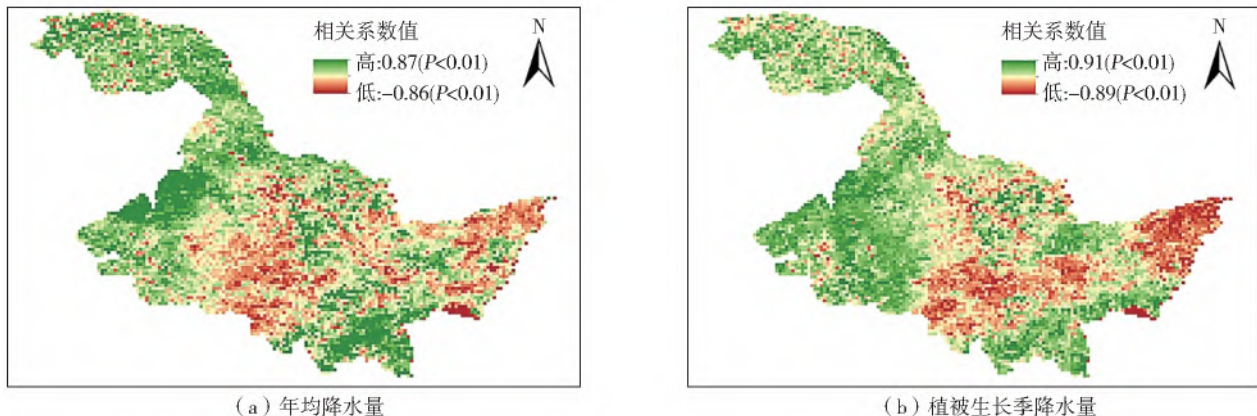 相关系数值
高:0.87(P<0.01)
低:-0.86(P<0.01)
N
(a)年均降水量
相关系数值
高:0.91(P<0.01)
低:-0.89(P<0.01)
N
(b)植被生长季降水量